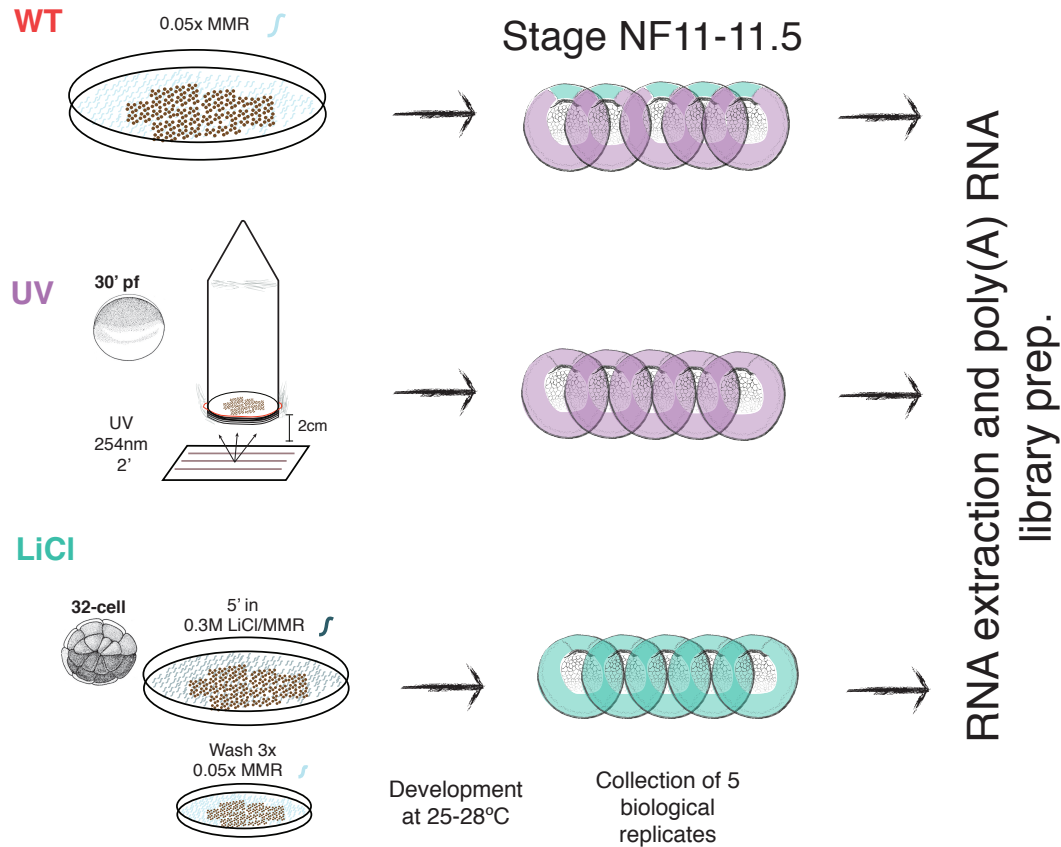 WT
0.05x MMR
Stage NF11-11.5
UV
30' pf
UV
254nm
2'
2cm
LiCl
32-cell
5' in
0.3M LiCl/MMR
Wash 3x
0.05x MMR
Development
at 25-28ºC
Collection of 5
biological
replicates
RNA extraction and poly(A) RNA
library prep.